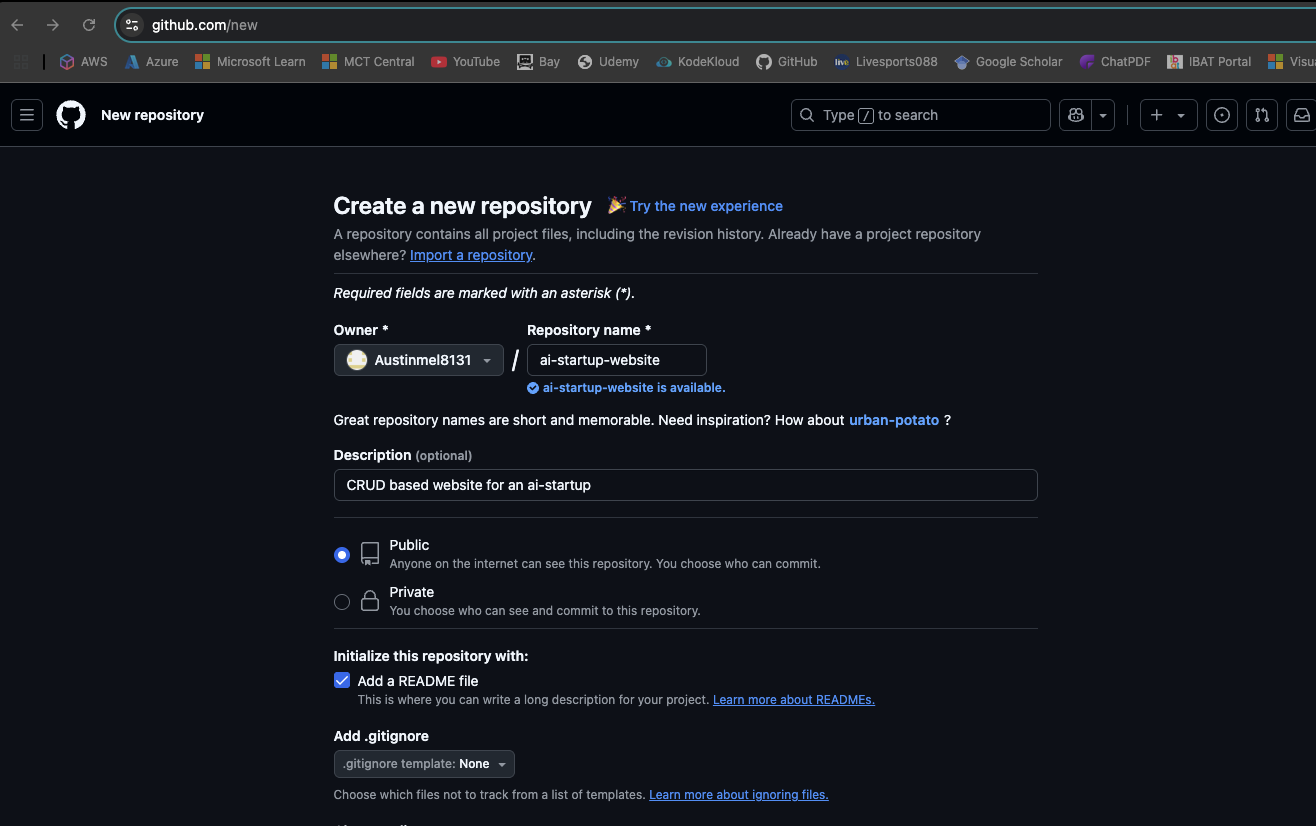 github.com/new
AWS Azure Microsoft Learn MCT Central YouTube Bay Udemy KodeKloud GitHub live Livesports088 Google Scholar ChatPDF IBAT Portal Visua
New repository Type / to search
Create a new repository Try the new experience
A repository contains all project files, including the revision history. Already have a project repository
elsewhere? Import a repository.
Required fields are marked with an asterisk (*).
Owner * Repository name *
Austinmel8131 / ai-startup-website
ai-startup-website is available.
Great repository names are short and memorable. Need inspiration? How about urban-potato ?
Description (optional)
CRUD based website for an ai-startup
Public
Anyone on the internet can see this repository. You choose who can commit.
Private
You choose who can see and commit to this repository.
Initialize this repository with:
Add a README file
This is where you can write a long description for your project. Learn more about READMEs.
Add .gitignore
.gitignore template: None
Choose which files not to track from a list of templates. Learn more about ignoring files.